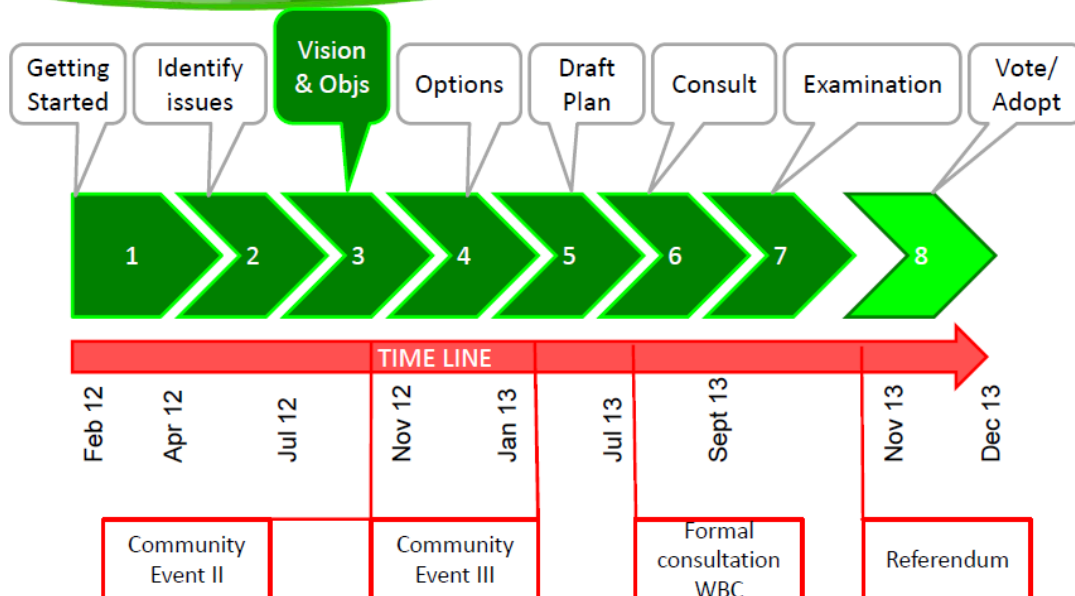 Getting
Started
Identify
issues
Vision
& Objs
Options
Draft
Plan
Consult
Examination
Vote/
Adopt
1
2
3
4
5
6
7
8
TIME LINE
Feb 12
Apr 12
Jul 12
Nov 12
Jan 13
Jul 13
Sept 13
Nov 13
Dec 13
Community
Event II
Community
Event III
Formal
consultation
WBC
Referendum